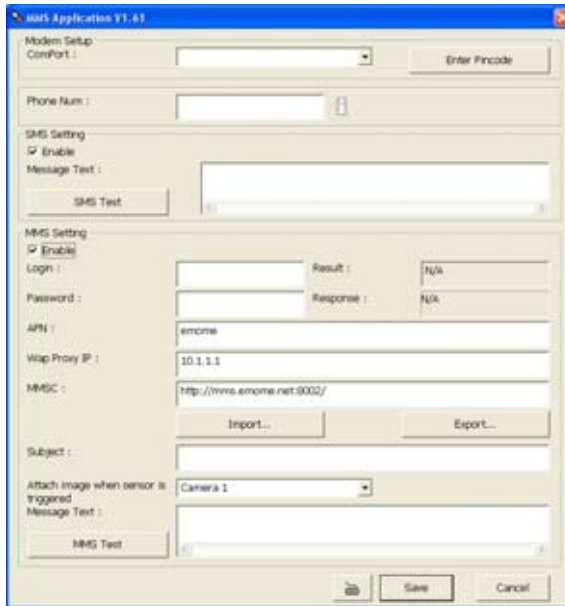 MMS Application V1.61
Modem Setup
ComPort :
Enter Pincode
Phone Num :
SMS Setting
Enable
Message Text :
SMS Test
MMS Setting
Enable
Login :
Result :
N/A
Password :
Response :
N/A
APN :
emome
Wap Proxy IP :
10.1.1.1
MMSC :
http://mms.emome.net:8002/
Import...
Export...
Subject :
Attach image when sensor is
triggered
Camera 1
Message Text :
MMS Test
Save
Cancel